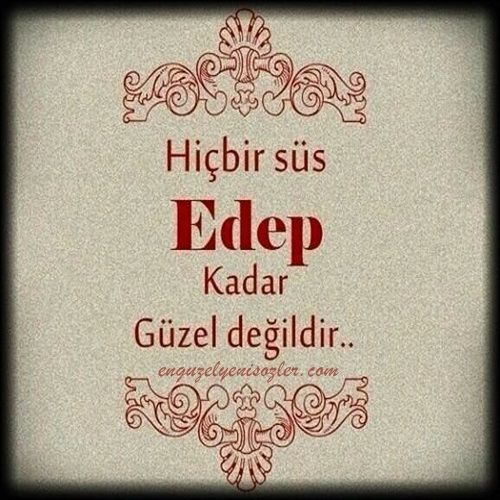 Hiçbir süs
Edep
Kadar
Güzel değildir..
enguzelyenisozler.com